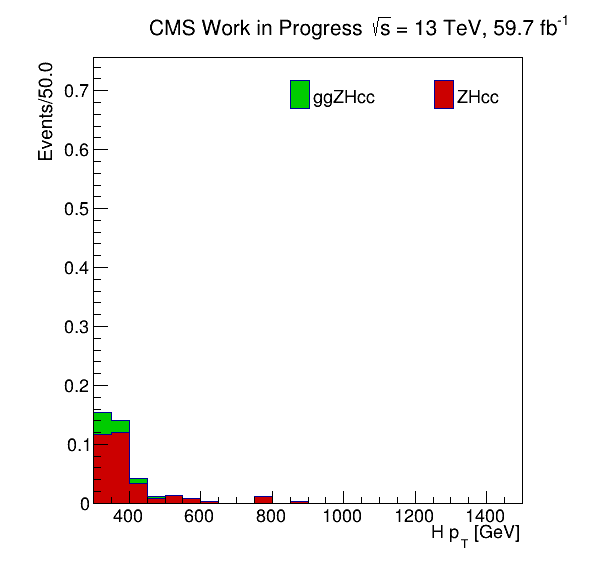 CMS Work in Progress √s = 13 TeV, 59.7 fb⁻¹
Events/50.0
ggZHcc
ZHcc
0.7
0.6
0.5
0.4
0.3
0.2
0.1
0
400 600 800 1000 1200 1400
H p_T [GeV]